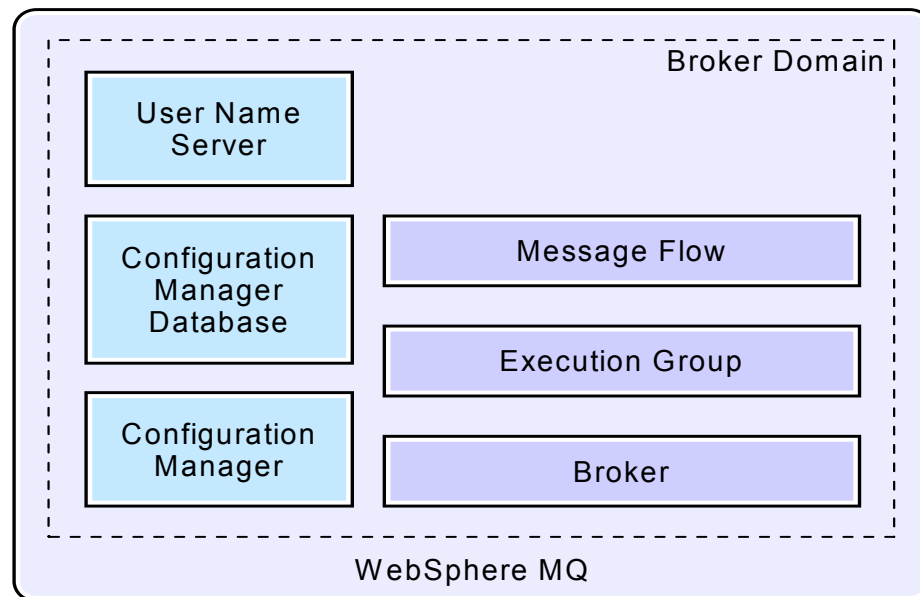 Broker Domain
User Name
Server
Configuration
Manager
Database
Configuration
Manager
Message Flow
Execution Group
Broker
WebSphere MQ